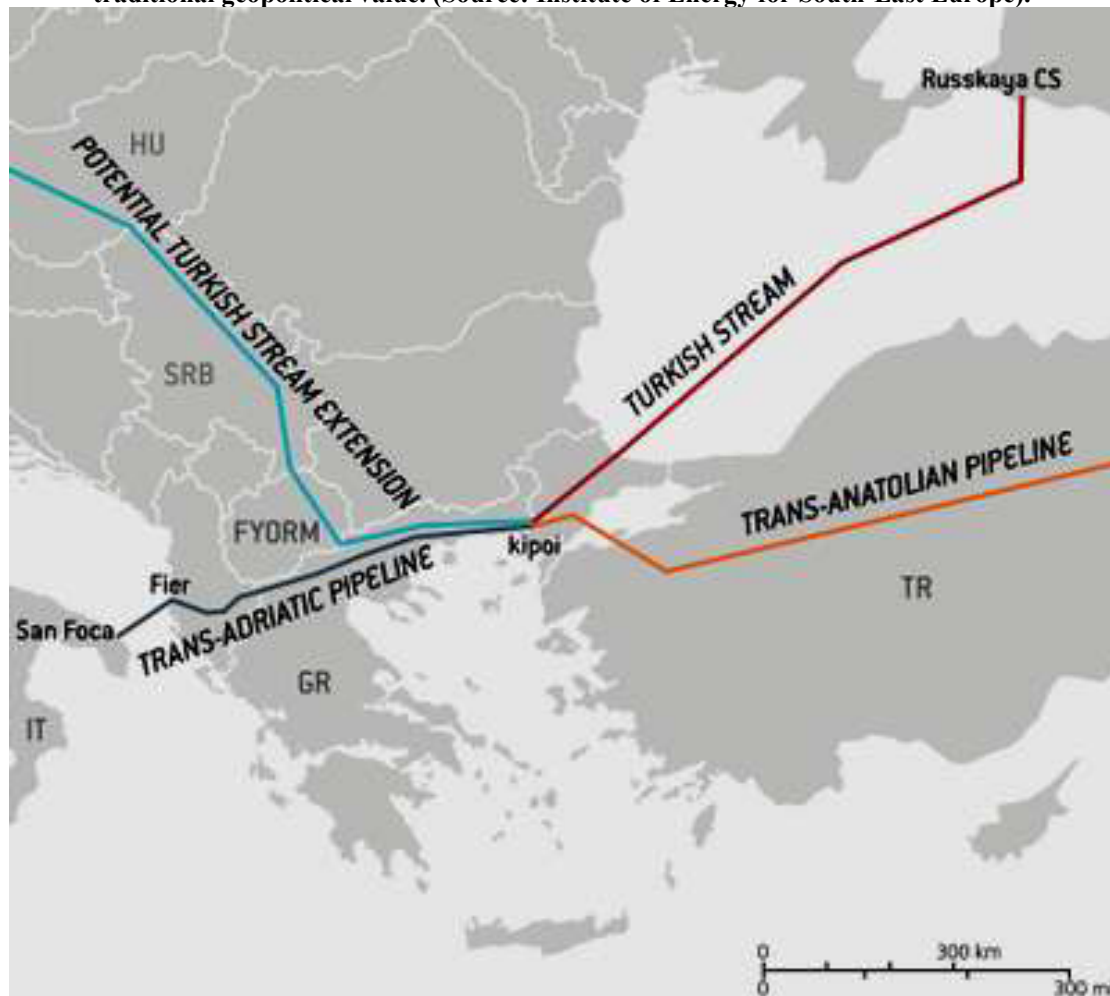 traditional geopolitical value. (Source: Institute of Energy for South-East Europe).
Russkaya CS
HU
POTENTIAL TURKISH STREAM EXTENSION
TURKISH STREAM
SRB
TRANS-ANATOLIAN PIPELINE
FYORM
kipoi
Fier
TRANS-ADRIATIC PIPELINE
TR
San Foca
GR
IT
0 300 km
0 300 m